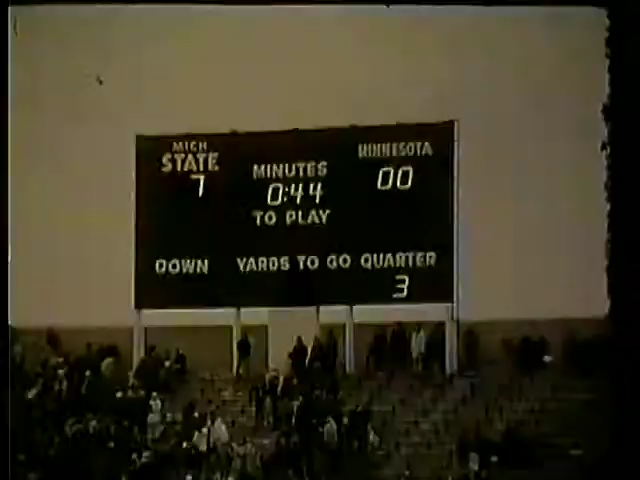 MICH
STATE
7
MINUTES
0:44
TO PLAY
MINNESOTA
00
DOWN
YARDS TO GO
QUARTER
3